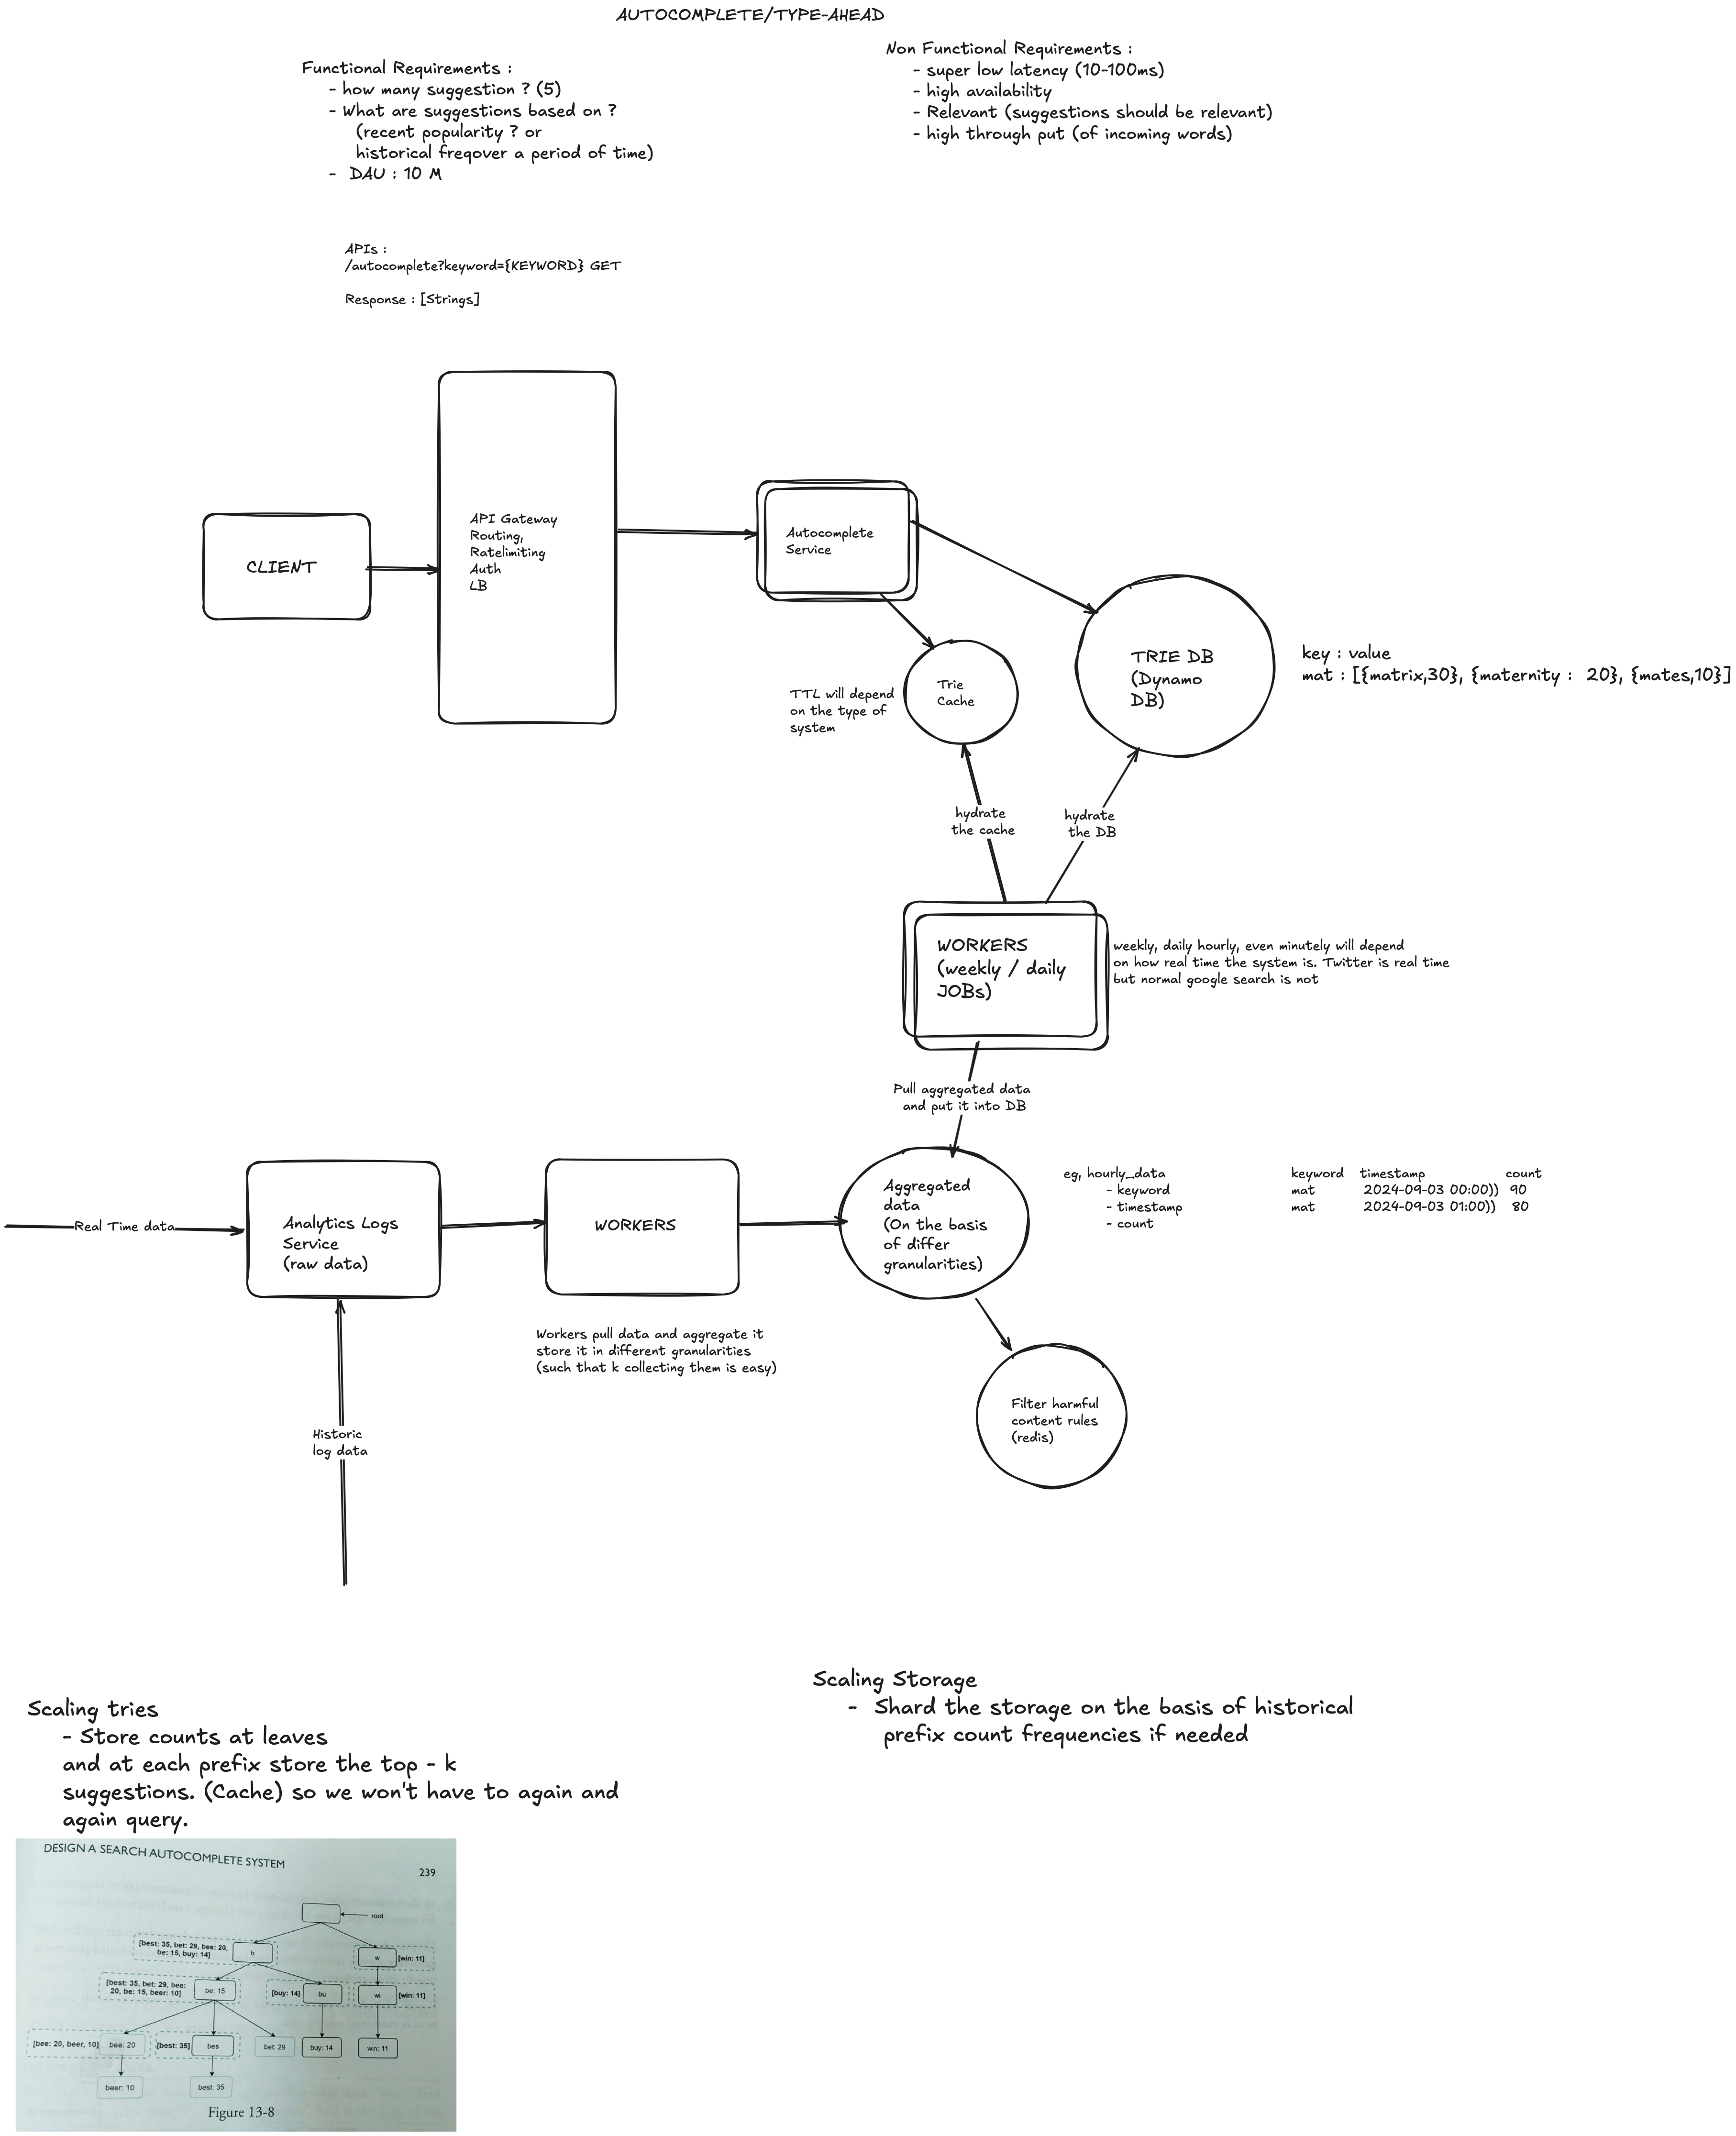 AUTOCOMPLETE/TYPE-AHEAD
Functional Requirements :
- how many suggestion ? (5)
- What are suggestions based on ?
(recent popularity ? or
historical freqover a period of time)
- DAU : 10 M
Non Functional Requirements :
- super low latency (10-100ms)
- high availability
- Relevant (suggestions should be relevant)
- high through put (of incoming words)
APIs :
/autocomplete?keyword={KEYWORD} GET
Response : [Strings]
CLIENT
API Gateway
Routing,
Ratelimiting
Auth
LB
Autocomplete
Service
Trie
Cache
TTL will depend
on the type of
system
TRIE DB
(Dynamo
DB)
key : value
mat : [{matrix,30}, {maternity : 20}, {mates,10}]
hydrate
the cache
hydrate
the DB
WORKERS
(weekly / daily
JOBs)
weekly, daily hourly, even minutely will depend
on how real time the system is. Twitter is real time
but normal google search is not
Pull aggregated data
and put it into DB
Real Time data
Analytics Logs
Service
(raw data)
WORKERS
Aggregated
data
(On the basis
of differ
granularities)
eg, hourly_data
- keyword
- timestamp
- count
keyword timestamp count
mat 2024-09-03 00:00)) 90
mat 2024-09-03 01:00)) 80
Workers pull data and aggregate it
store it in different granularities
(such that k collecting them is easy)
Filter harmful
content rules
(redis)
Historic
log data
Scaling tries
- Store counts at leaves
and at each prefix store the top - k
suggestions. (Cache) so we won't have to again and
again query.
Scaling Storage
- Shard the storage on the basis of historical
prefix count frequencies if needed
DESIGN A SEARCH AUTOCOMPLETE SYSTEM
239
root
[best: 35, bet: 29, bee: 20,
be: 15, buy: 14]
b
w
[win: 11]
[best: 35, bet: 29, bee:
20, be: 15, beer: 10]
be: 15
[buy: 14]
bu
wi
[win: 11]
[bee: 20, beer, 10]
bee: 20
[best: 35]
bes
bet: 29
buy: 14
win: 11
beer: 10
best: 35
Figure 13-8